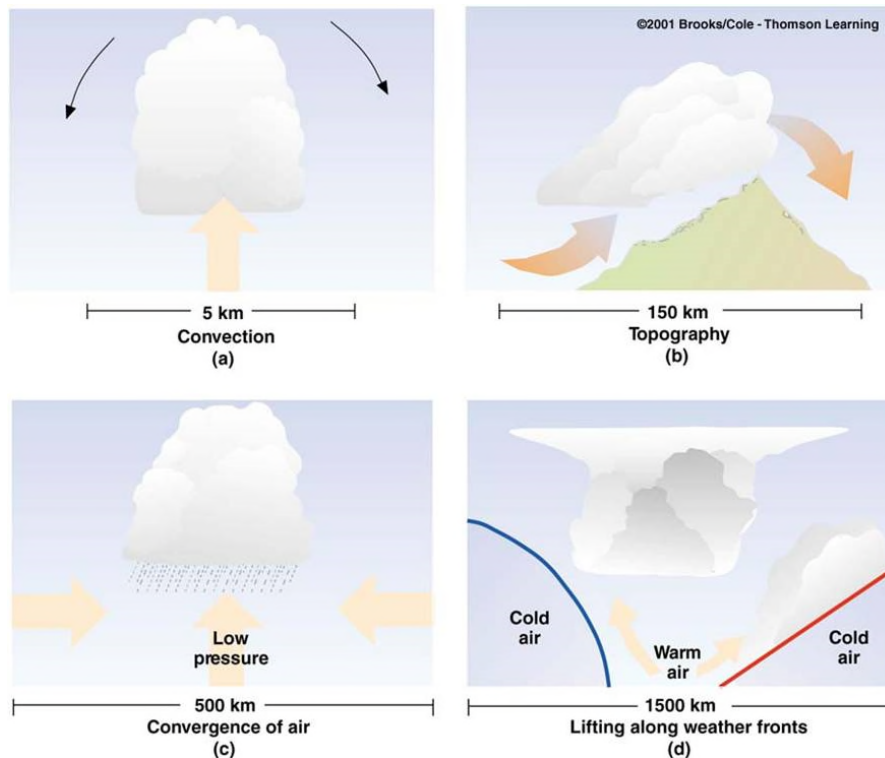 ©2001 Brooks/Cole - Thomson Learning
5 km
Convection
(a)
150 km
Topography
(b)
Low
pressure
500 km
Convergence of air
(c)
Cold
air
Warm
air
Cold
air
1500 km
Lifting along weather fronts
(d)